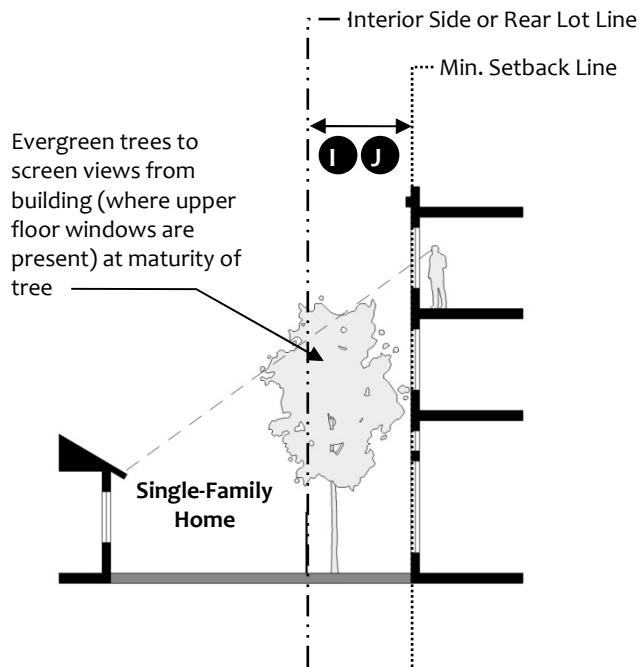 Interior Side or Rear Lot Line
Min. Setback Line
I J
Evergreen trees to
screen views from
building (where upper
floor windows are
present) at maturity of
tree
Single-Family
Home